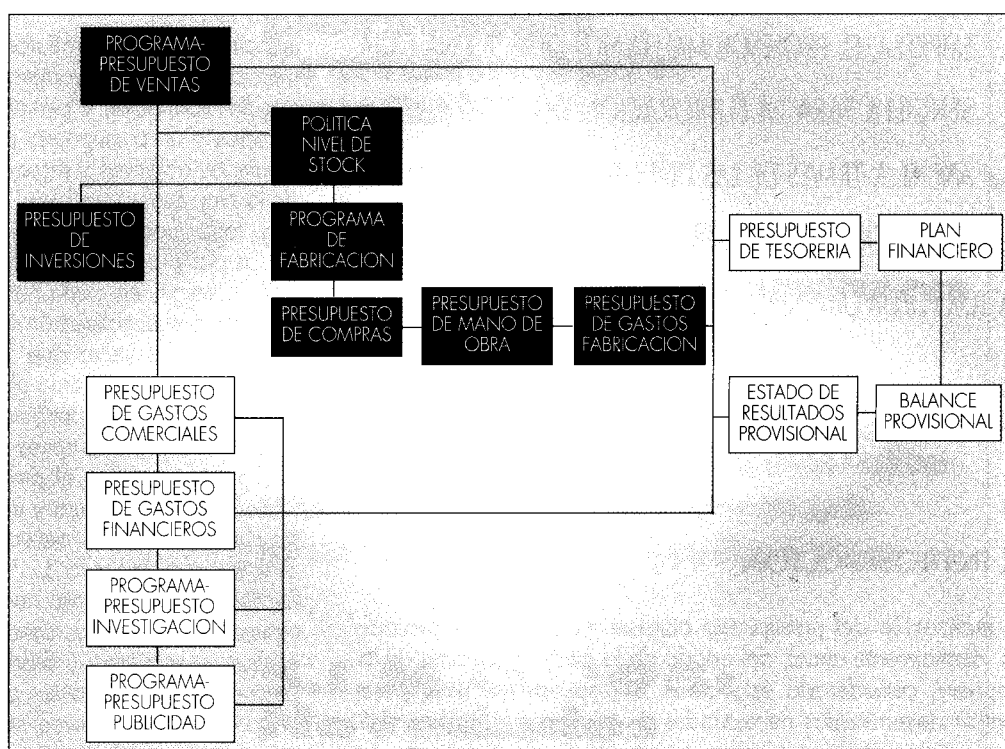 PROGRAMA-
PRESUPUESTO
DE VENTAS
POLITICA
NIVEL DE
STOCK
PRESUPUESTO
DE
INVERSIONES
PROGRAMA
DE
FABRICACION
PRESUPUESTO
DE TESORERIA
PLAN
FINANCIERO
PRESUPUESTO
DE COMPRAS
PRESUPUESTO
DE MANO DE
OBRA
PRESUPUESTO
DE GASTOS
FABRICACION
PRESUPUESTO
DE GASTOS
COMERCIALES
ESTADO DE
RESULTADOS
PROVISIONAL
BALANCE
PROVISIONAL
PRESUPUESTO
DE GASTOS
FINANCIEROS
PROGRAMA-
PRESUPUESTO
INVESTIGACION
PROGRAMA-
PRESUPUESTO
PUBLICIDAD